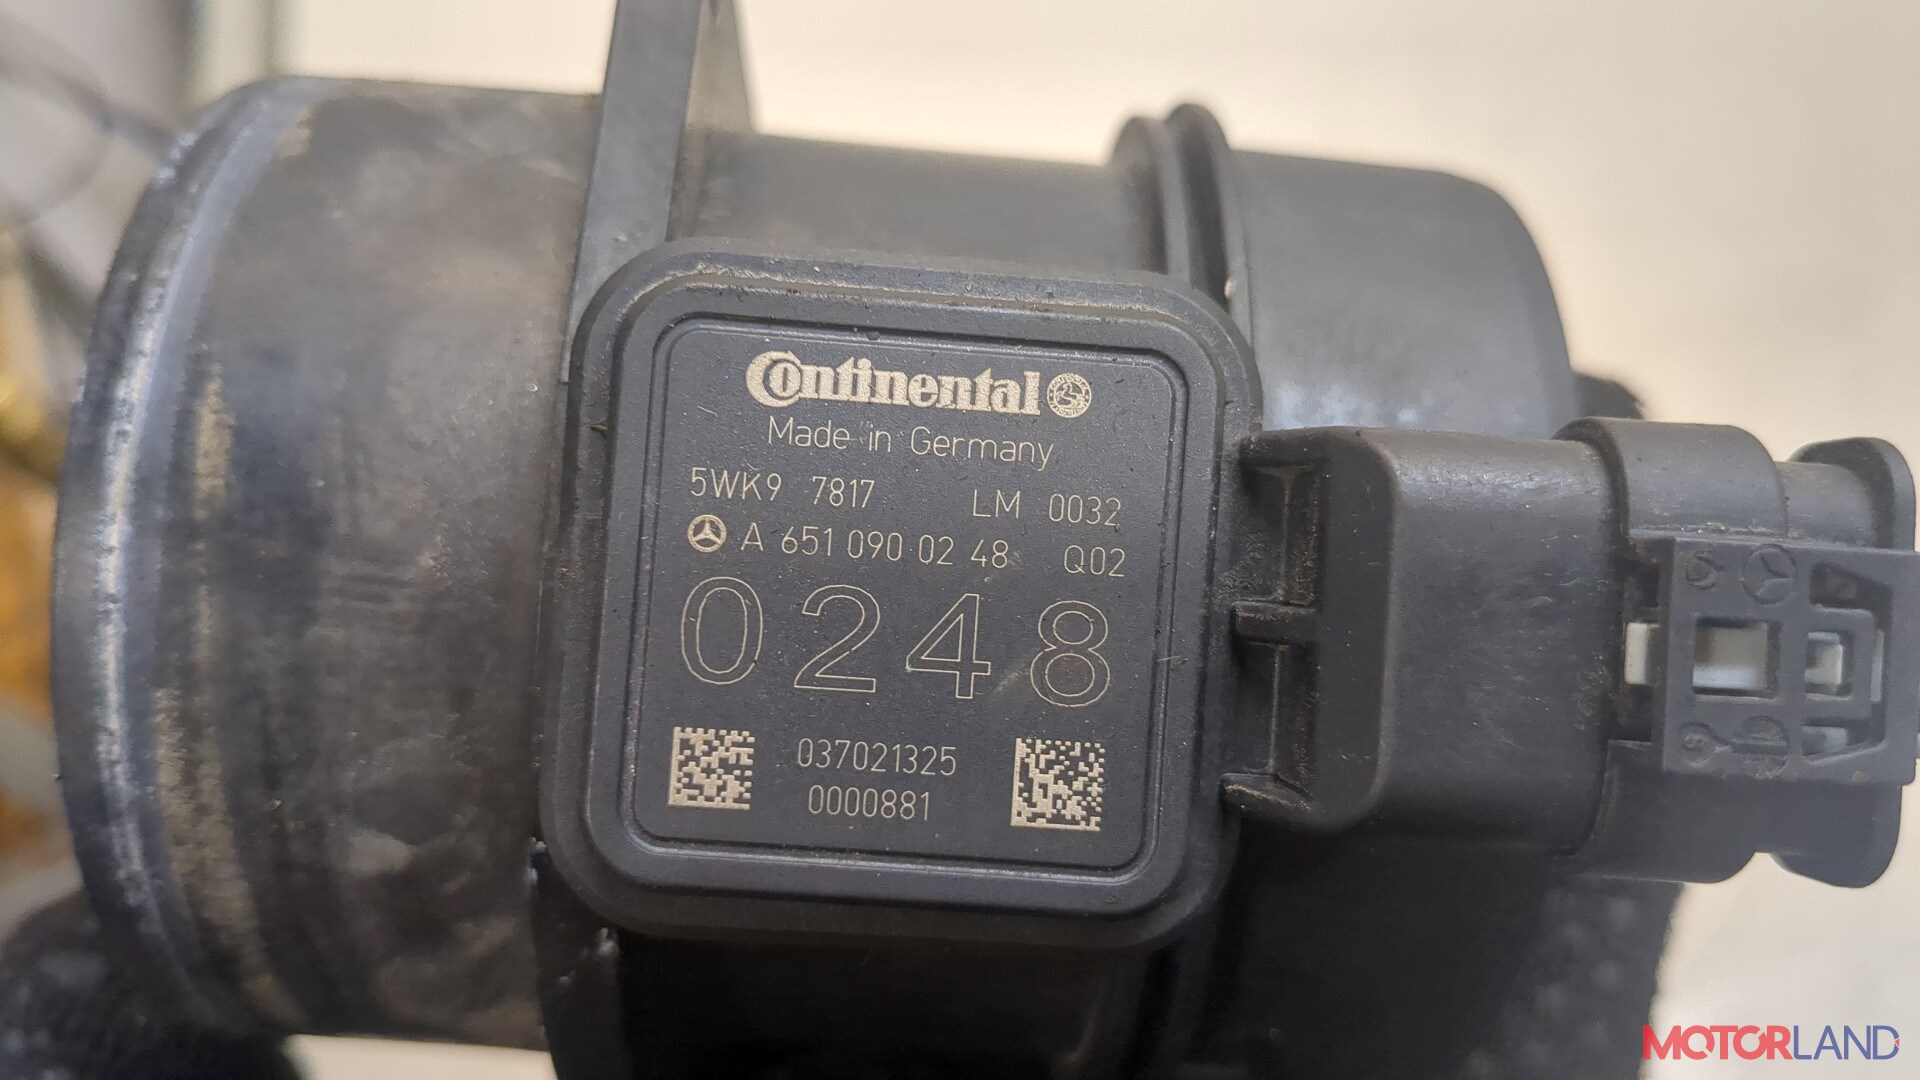 Continental
Made in Germany
5WK9 7817 LM 0032
A 651 090 02 48 Q02
0248
037021325
0000881
MOTORLAND